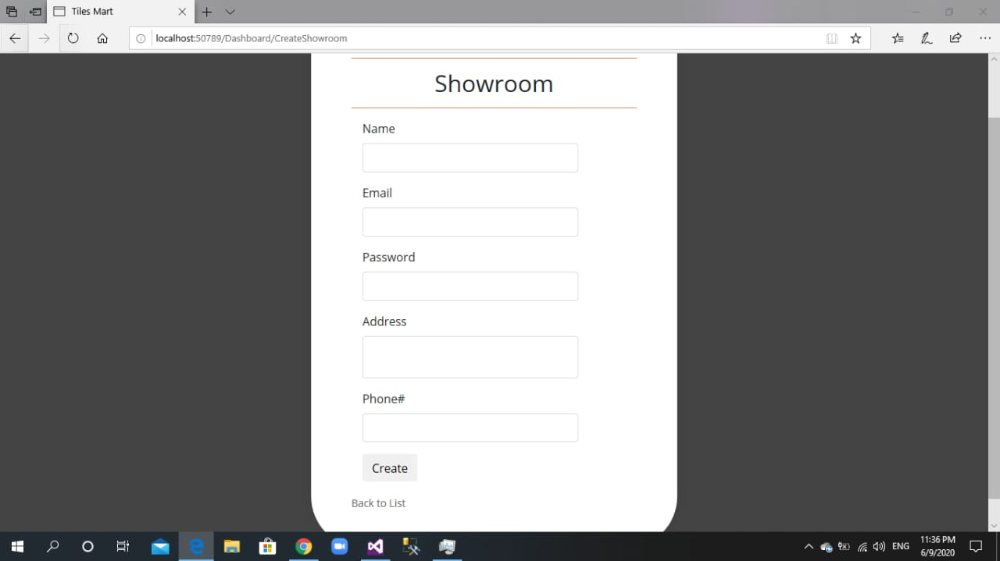 Tiles Mart
localhost:50789/Dashboard/CreateShowroom
Showroom
Name
Email
Password
Address
Phone#
Create
Back to List
ENG
11:36 PM
6/9/2020